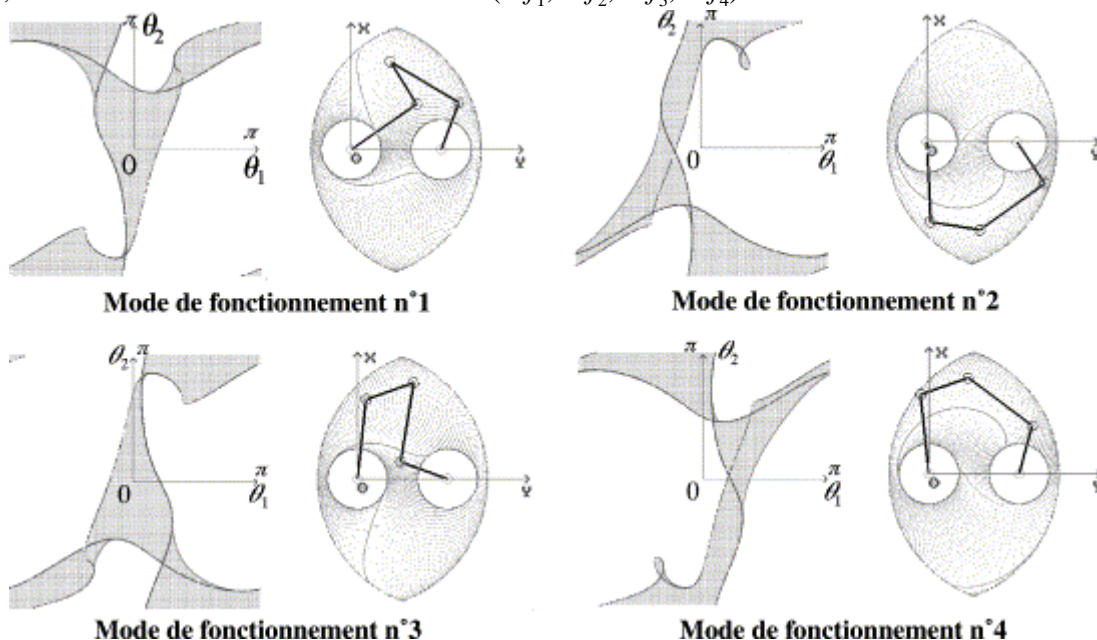 π θ₂ 0 π θ₁
x O y
θ₂ π 0 π θ₁
x
Mode de fonctionnement n°1
Mode de fonctionnement n°2
θ₂ π 0 π θ₁
x O y
π θ₂ 0 π θ₁
x O
Mode de fonctionnement n°3
Mode de fonctionnement n°4